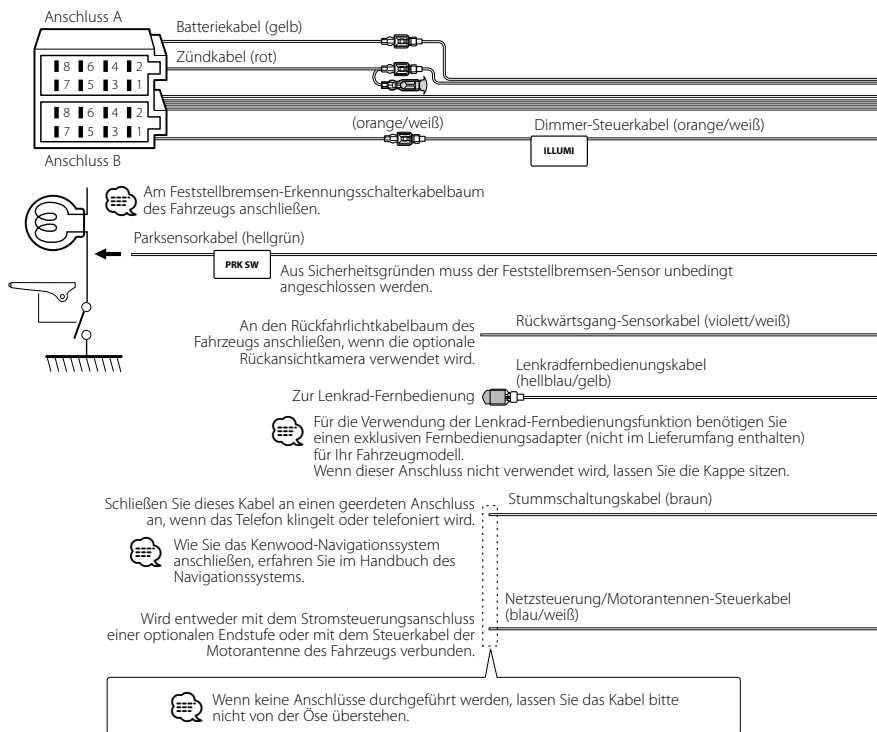 Anschluss A
Batteriekabel (gelb)
Zündkabel (rot)
8 6 4 2
7 5 3 1
8 6 4 2
7 5 3 1
(orange/weiß)
Dimmer-Steuerkabel (orange/weiß)
ILLUMI
Anschluss B
Am Feststellbremsen-Erkennungsschalterkabelbaum
des Fahrzeugs anschließen.
Parksensorkabel (hellgrün)
PRK SW
Aus Sicherheitsgründen muss der Feststellbremsen-Sensor unbedingt
angeschlossen werden.
An den Rückfahrlichtkabelbaum des
Fahrzeugs anschließen, wenn die optionale
Rückansichtkamera verwendet wird.
Rückwärtsgang-Sensorkabel (violett/weiß)
Lenkradfernbedienungskabel
(hellblau/gelb)
Zur Lenkrad-Fernbedienung
Für die Verwendung der Lenkrad-Fernbedienungsfunktion benötigen Sie
einen exklusiven Fernbedienungsadapter (nicht im Lieferumfang enthalten)
für Ihr Fahrzeugmodell.
Wenn dieser Anschluss nicht verwendet wird, lassen Sie die Kappe sitzen.
Schließen Sie dieses Kabel an einen geerdeten Anschluss
an, wenn das Telefon klingelt oder telefoniert wird.
Stummschaltungskabel (braun)
Wie Sie das Kenwood-Navigationssystem
anschließen, erfahren Sie im Handbuch des
Navigationssystems.
Netzsteuerung/Motorantennen-Steuerkabel
(blau/weiß)
Wird entweder mit dem Stromsteuerungsanschluss
einer optionalen Endstufe oder mit dem Steuerkabel der
Motorantenne des Fahrzeugs verbunden.
Wenn keine Anschlüsse durchgeführt werden, lassen Sie das Kabel bitte
nicht von der Öse überstehen.